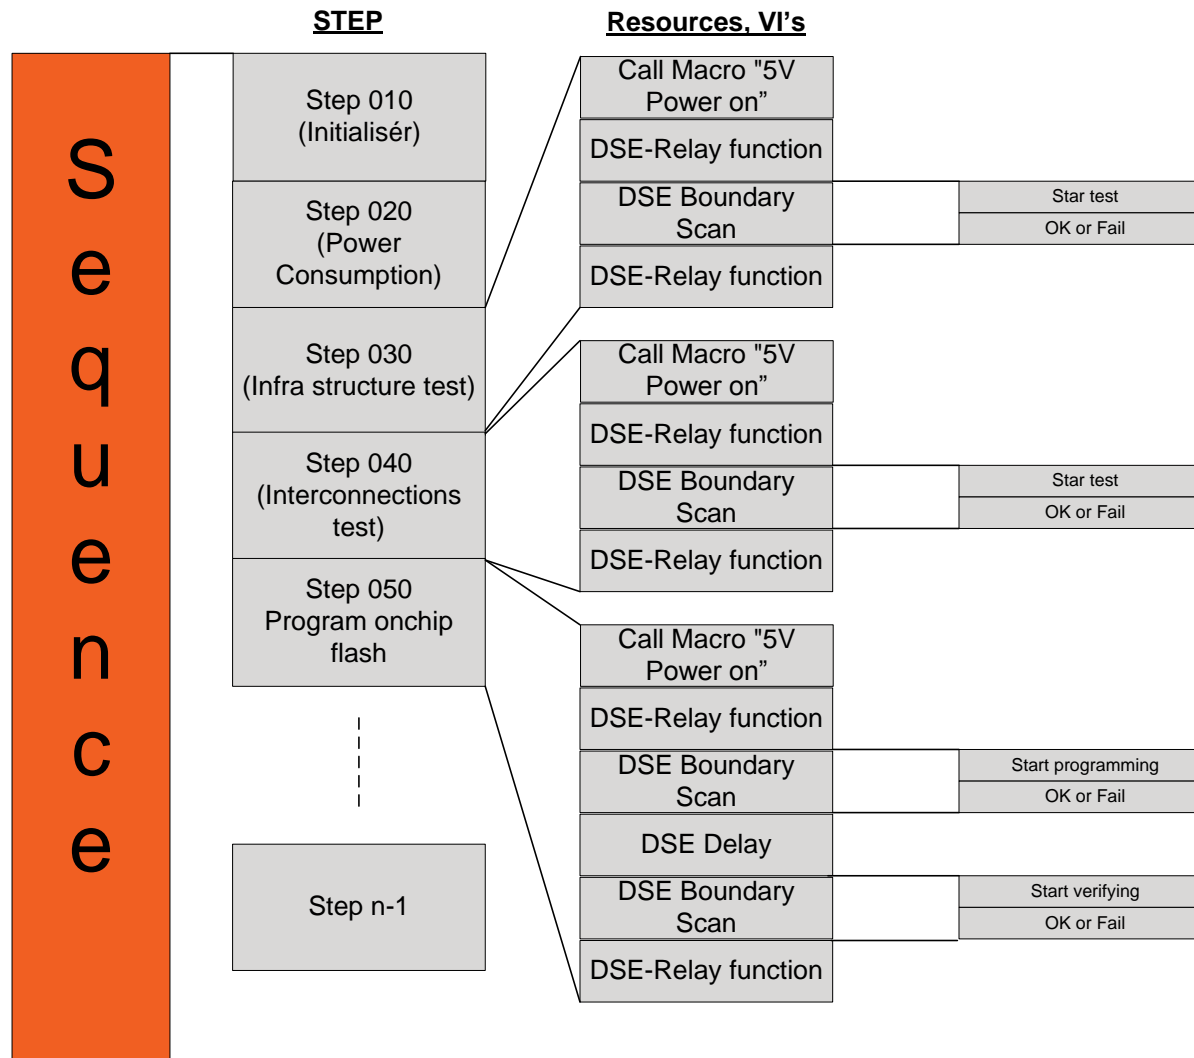 STEP
Resources, VI's
Sequence
Step 010
(Initialisér)
Step 020
(Power
Consumption)
Step 030
(Infra structure test)
Step 040
(Interconnections
test)
Step 050
Program onchip
flash
Step n-1
Call Macro "5V
Power on”
DSE-Relay function
DSE Boundary
Scan
DSE-Relay function
Star test
OK or Fail
Call Macro "5V
Power on”
DSE-Relay function
DSE Boundary
Scan
DSE-Relay function
Star test
OK or Fail
Call Macro "5V
Power on”
DSE-Relay function
DSE Boundary
Scan
DSE Delay
DSE Boundary
Scan
DSE-Relay function
Start programming
OK or Fail
Start verifying
OK or Fail